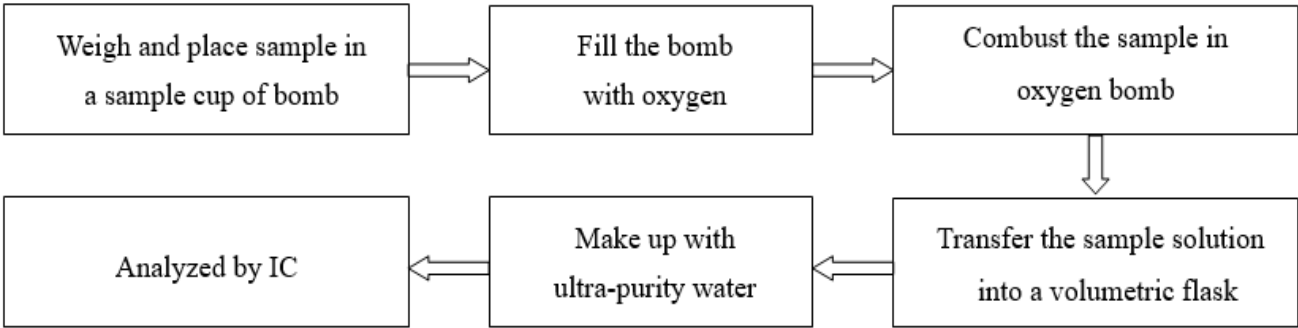 Weigh and place sample in
a sample cup of bomb
Fill the bomb
with oxygen
Combust the sample in
oxygen bomb
Transfer the sample solution
into a volumetric flask
Make up with
ultra-purity water
Analyzed by IC